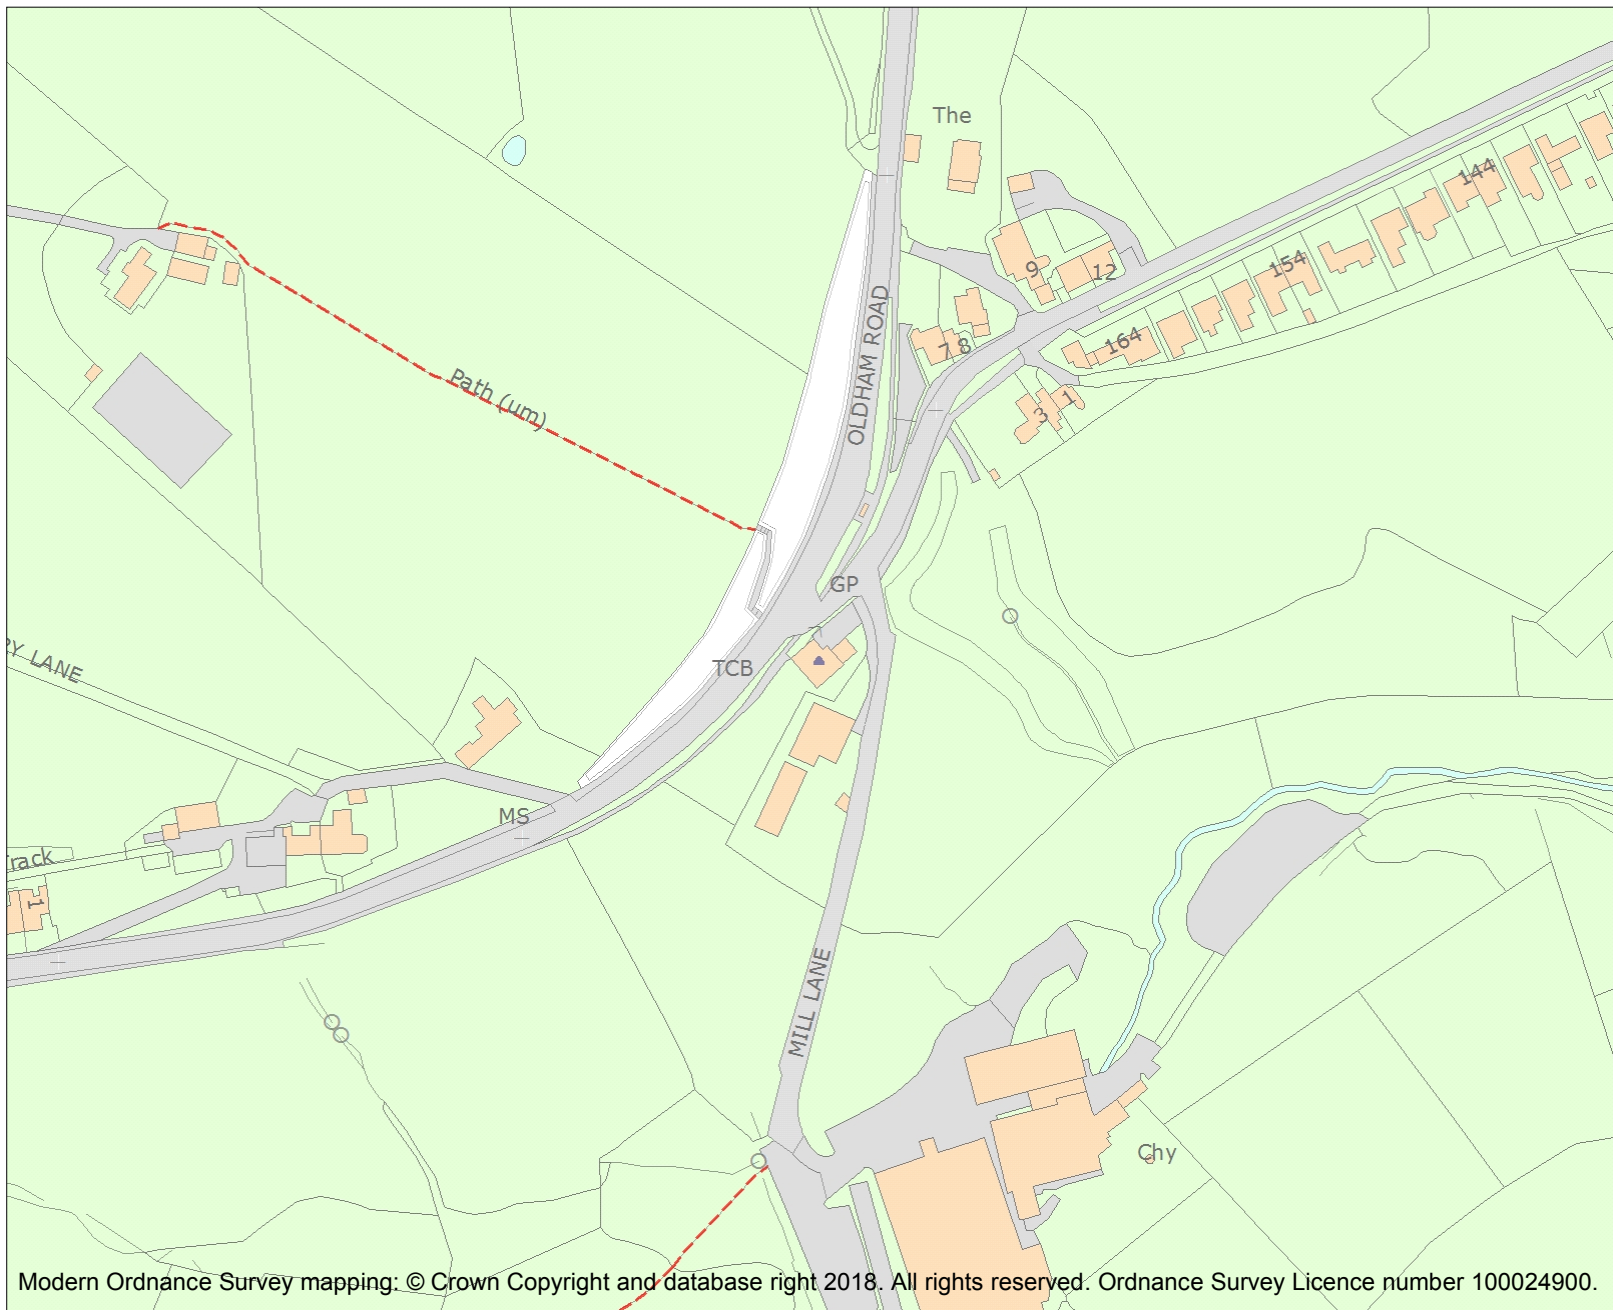 The
144
9
12
154
OLDHAM ROAD
7 8
164
Path (um)
3
1
GP
RY LANE
TCB
MS
Track
1
MILL LANE
Chy
Modern Ordnance Survey mapping: © Crown Copyright and database right 2018. All rights reserved. Ordnance Survey Licence number 100024900.